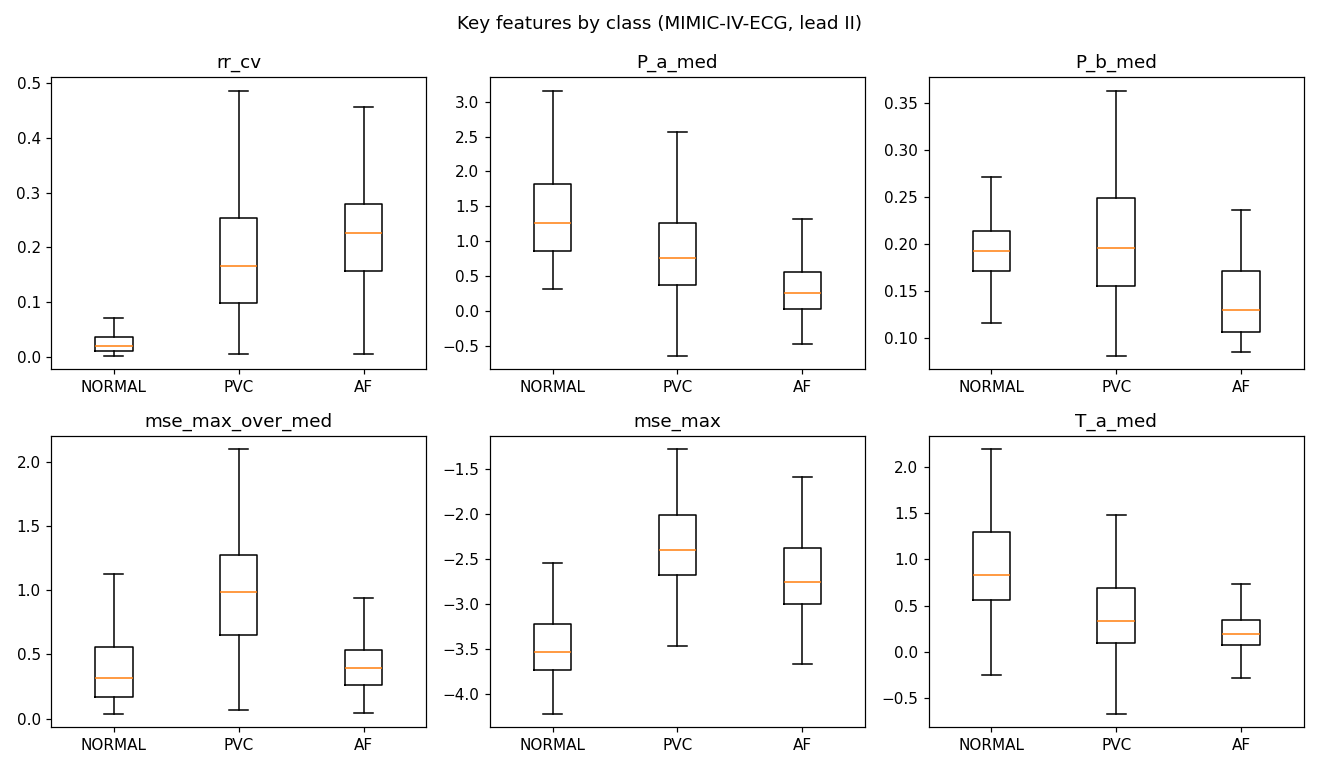 Key features by class (MIMIC-IV-ECG, lead II)
rr_cv
0.5
0.4
0.3
0.2
0.1
0.0
NORMAL PVC AF
P_a_med
3.0
2.5
2.0
1.5
1.0
0.5
0.0
−0.5
NORMAL PVC AF
P_b_med
0.35
0.30
0.25
0.20
0.15
0.10
NORMAL PVC AF
mse_max_over_med
2.0
1.5
1.0
0.5
0.0
NORMAL PVC AF
mse_max
−1.5
−2.0
−2.5
−3.0
−3.5
−4.0
NORMAL PVC AF
T_a_med
2.0
1.5
1.0
0.5
0.0
−0.5
NORMAL PVC AF